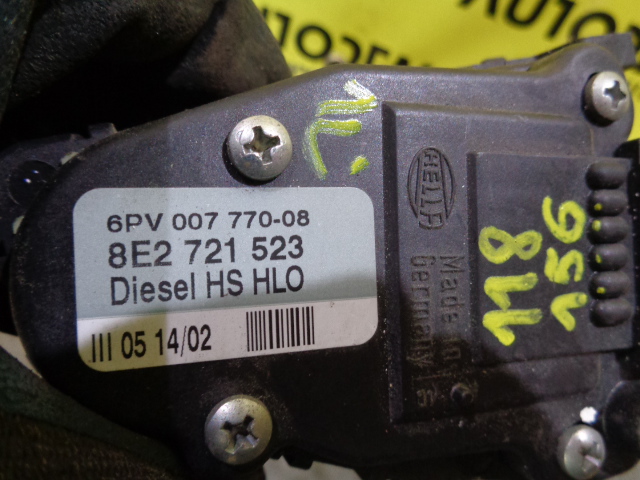 6PV 007 770-08
8E2 721 523
Diesel HS HLO
III 05 14/02
HELLA
Made in
Germany
118
156